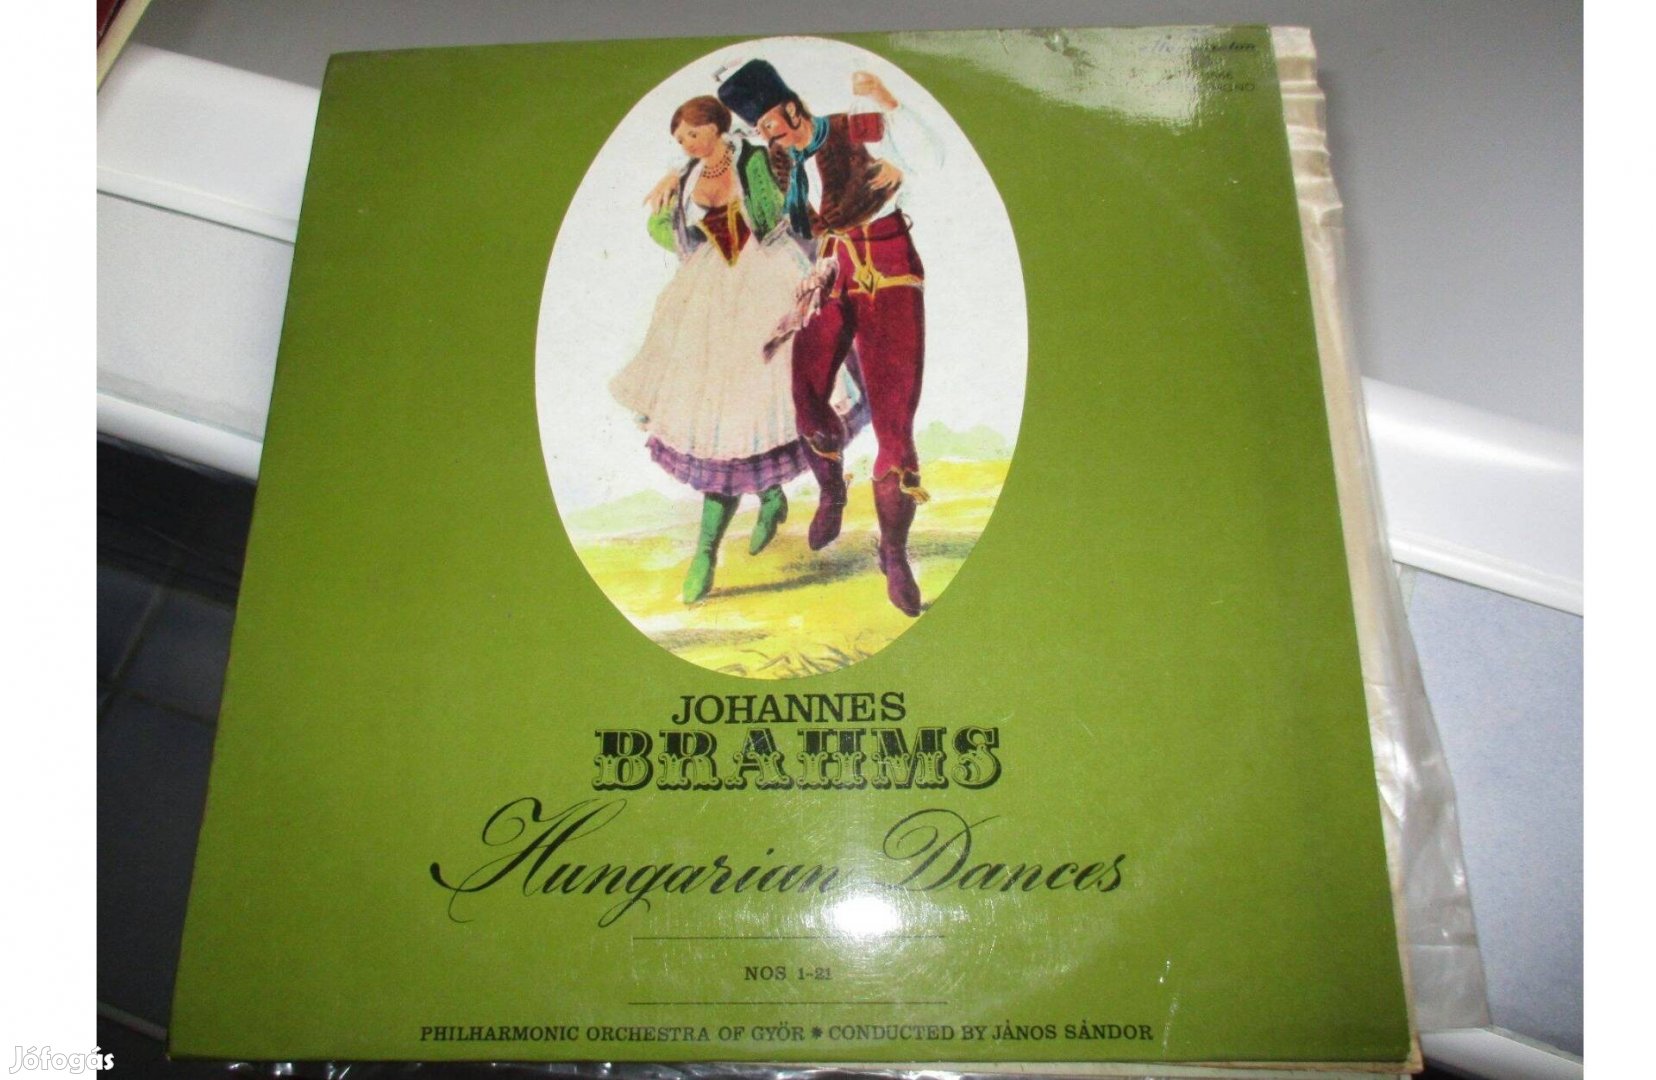 JOHANNES
BRAHMS
Hungarian Dances
NOS 1-21
PHILHARMONIC ORCHESTRA OF GYÖR * CONDUCTED BY JÁNOS SÁNDOR
Jófogás